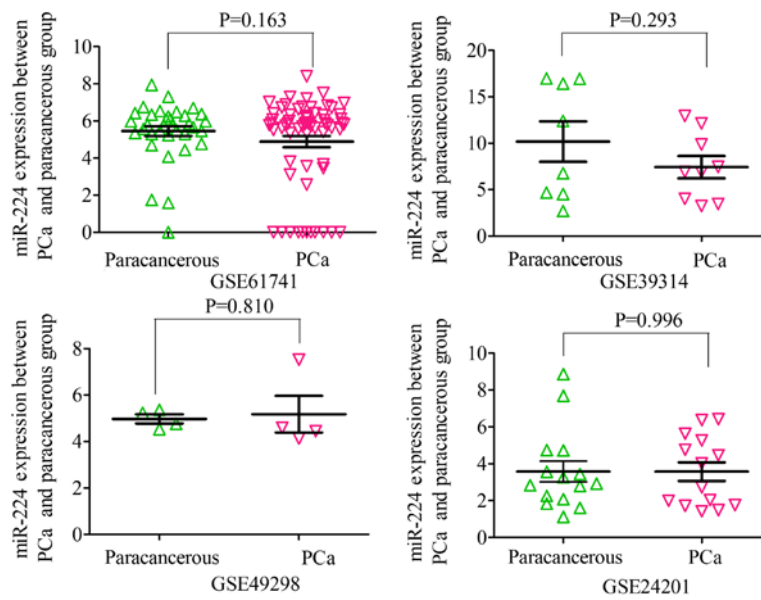 P=0.163
miR-224 expression between
PCa and paracancerous group
10
8
6
4
2
0
Paracancerous
PCa
GSE61741
P=0.293
miR-224 expression between
PCa and paracancerous group
20
15
10
5
0
Paracancerous
PCa
GSE39314
P=0.810
miR-224 expression between
PCa and paracancerous group
8
6
4
2
0
Paracancerous
PCa
GSE49298
P=0.996
miR-224 expression between
PCa and paracancerous group
10
8
6
4
2
0
Paracancerous
PCa
GSE24201